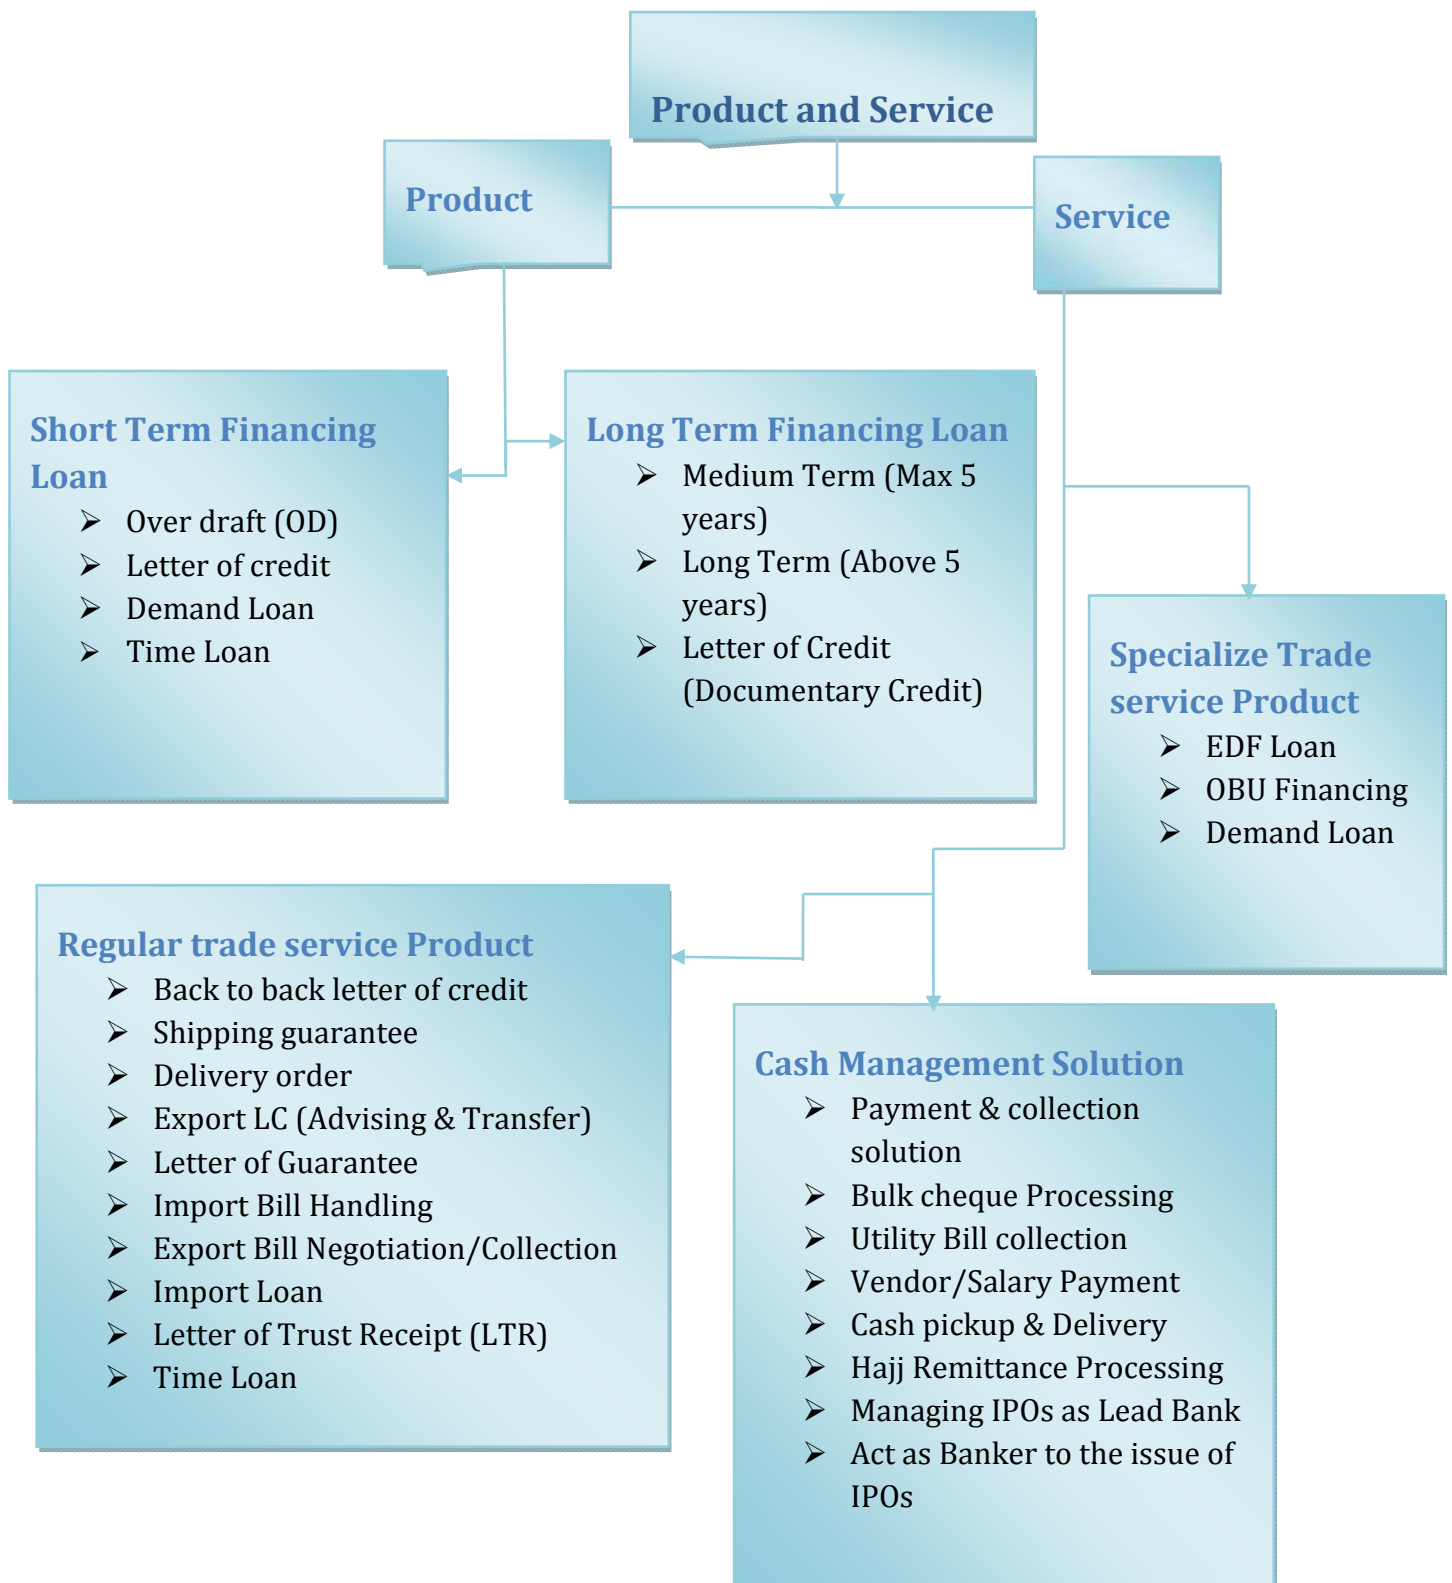 Product and Service
Product
Service
Short Term Financing
Loan
➢ Over draft (OD)
➢ Letter of credit
➢ Demand Loan
➢ Time Loan
Long Term Financing Loan
➢ Medium Term (Max 5
years)
➢ Long Term (Above 5
years)
➢ Letter of Credit
(Documentary Credit)
Specialize Trade
service Product
➢ EDF Loan
➢ OBU Financing
➢ Demand Loan
Regular trade service Product
➢ Back to back letter of credit
➢ Shipping guarantee
➢ Delivery order
➢ Export LC (Advising & Transfer)
➢ Letter of Guarantee
➢ Import Bill Handling
➢ Export Bill Negotiation/Collection
➢ Import Loan
➢ Letter of Trust Receipt (LTR)
➢ Time Loan
Cash Management Solution
➢ Payment & collection
solution
➢ Bulk cheque Processing
➢ Utility Bill collection
➢ Vendor/Salary Payment
➢ Cash pickup & Delivery
➢ Hajj Remittance Processing
➢ Managing IPOs as Lead Bank
➢ Act as Banker to the issue of
IPOs